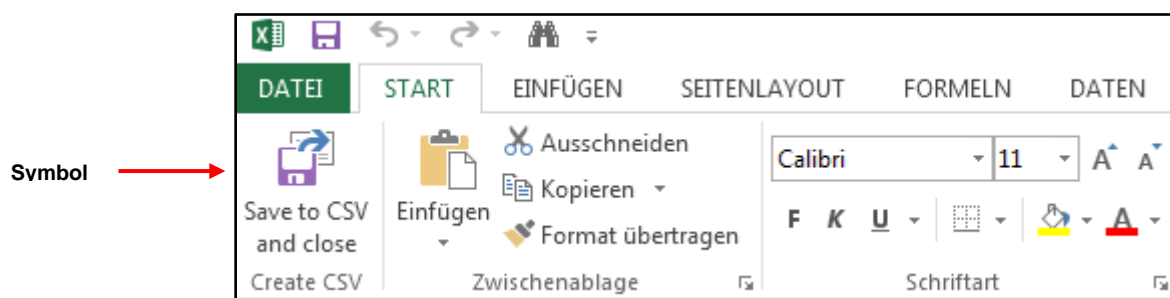 DATEI START EINFÜGEN SEITENLAYOUT FORMELN DATEN
Symbol
Save to CSV
and close
Create CSV
Einfügen
Ausschneiden
Kopieren
Format übertragen
Zwischenablage
Calibri 11 A A
F K U A
Schriftart